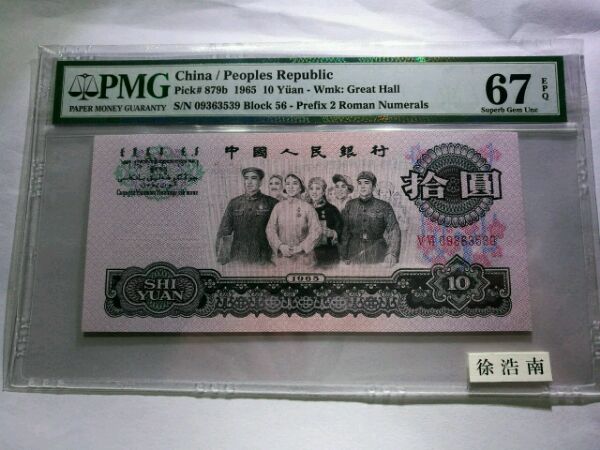 PMG
PAPER MONEY GUARANTY
China / Peoples Republic
Pick# 879b 1965 10 Yüan - Wmk: Great Hall
S/N 09363539 Block 56 - Prefix 2 Roman Numerals
67 EPQ
Superb Gem Unc
中國人民銀行
拾圓
09363539
1965
SHI YUAN
10
徐浩南